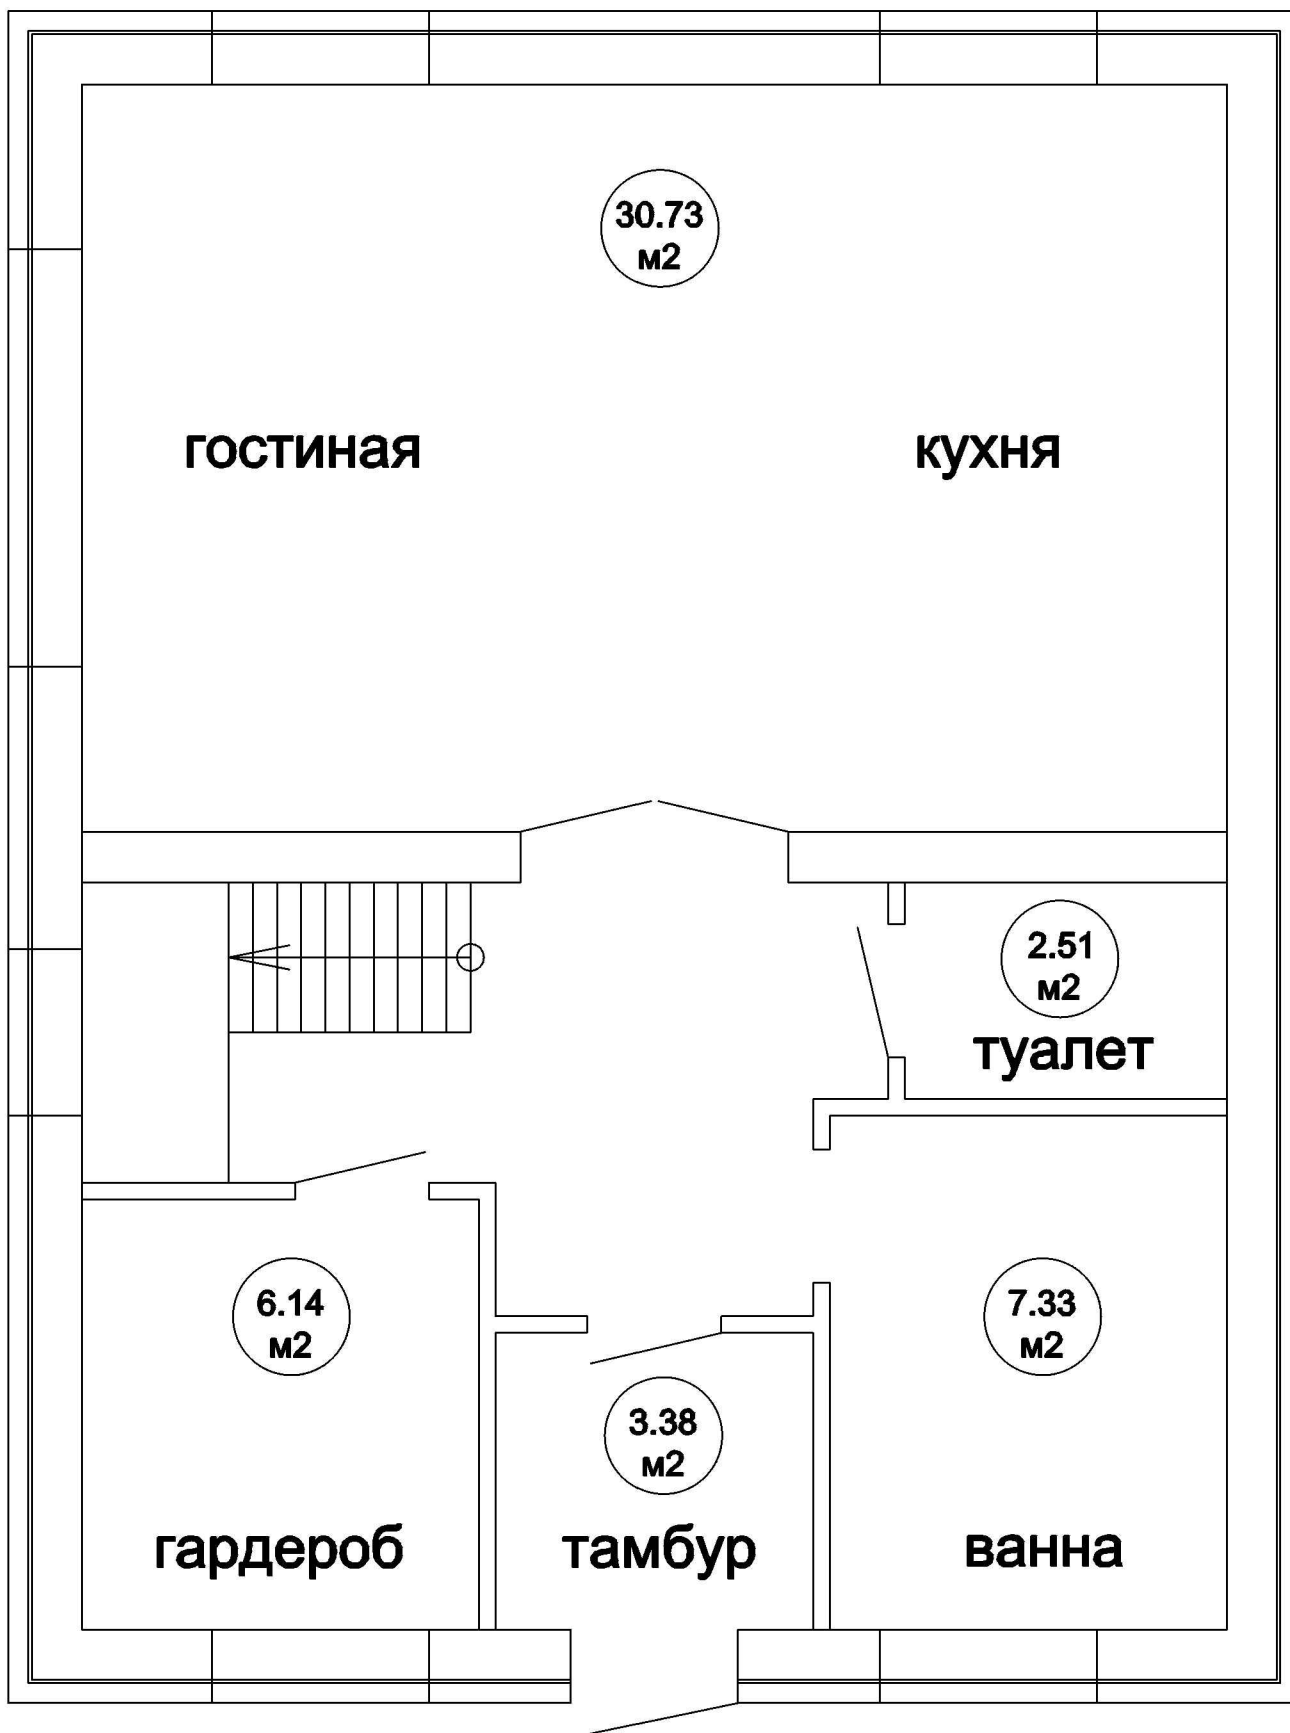 30.73
м2
гостиная
кухня
2.51
м2
туалет
6.14
м2
7.33
м2
3.38
м2
гардероб
тамбур
ванна